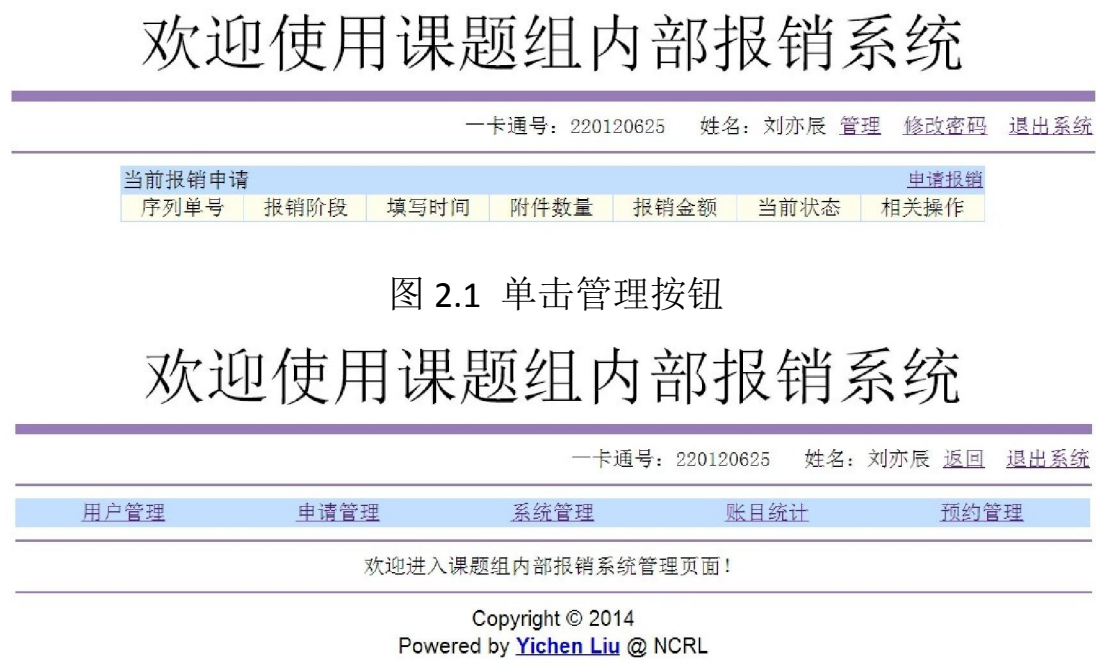 欢迎使用课题组内部报销系统
一卡通号：220120625 姓名：刘亦辰 管理 修改密码 退出系统
当前报销申请 申请报销
序列单号 报销阶段 填写时间 附件数量 报销金额 当前状态 相关操作
图 2.1 单击管理按钮
欢迎使用课题组内部报销系统
一卡通号：220120625 姓名：刘亦辰 返回 退出系统
用户管理 申请管理 系统管理 账目统计 预约管理
欢迎进入课题组内部报销系统管理页面！
Copyright © 2014
Powered by Yichen Liu @ NCRL